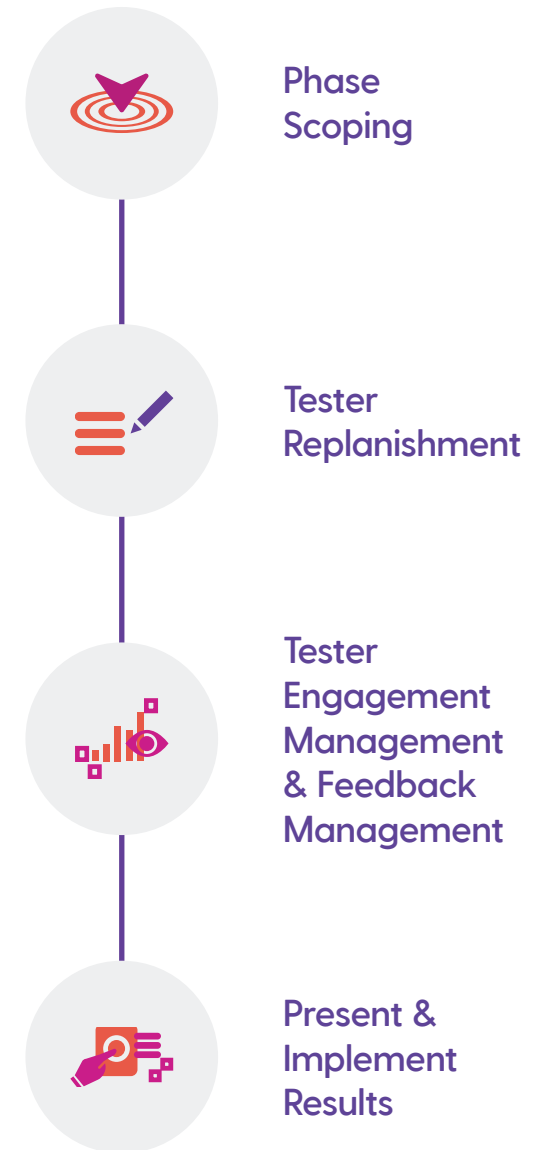 Phase
Scoping
Tester
Replanishment
Tester
Engagement
Management
& Feedback
Management
Present &
Implement
Results